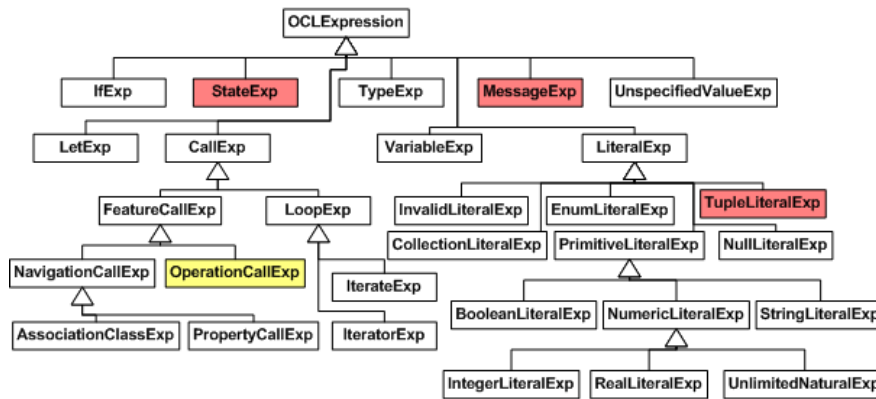 OCLExpression
IfExp StateExp TypeExp MessageExp UnspecifiedValueExp
LetExp CallExp VariableExp LiteralExp
FeatureCallExp LoopExp InvalidLiteralExp EnumLiteralExp TupleLiteralExp
CollectionLiteralExp PrimitiveLiteralExp NullLiteralExp
NavigationCallExp OperationCallExp
IterateExp
BooleanLiteralExp NumericLiteralExp StringLiteralExp
AssociationClassExp PropertyCallExp IteratorExp
IntegerLiteralExp RealLiteralExp UnlimitedNaturalExp